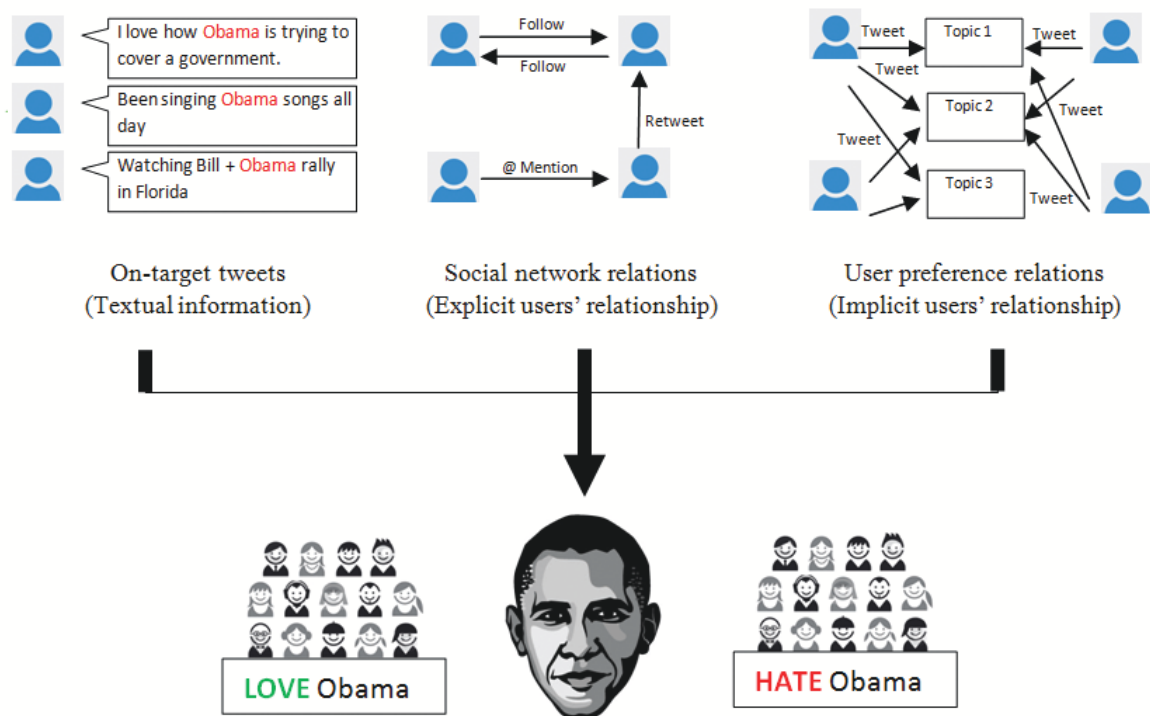 I love how Obama is trying to
cover a government.
Been singing Obama songs all
day
Watching Bill + Obama rally
in Florida
On-target tweets
(Textual information)
Follow
Follow
Retweet
@ Mention
Social network relations
(Explicit users’ relationship)
Tweet
Topic 1
Tweet
Tweet
Topic 2
Tweet
Tweet
Topic 3
Tweet
User preference relations
(Implicit users’ relationship)
LOVE Obama
HATE Obama